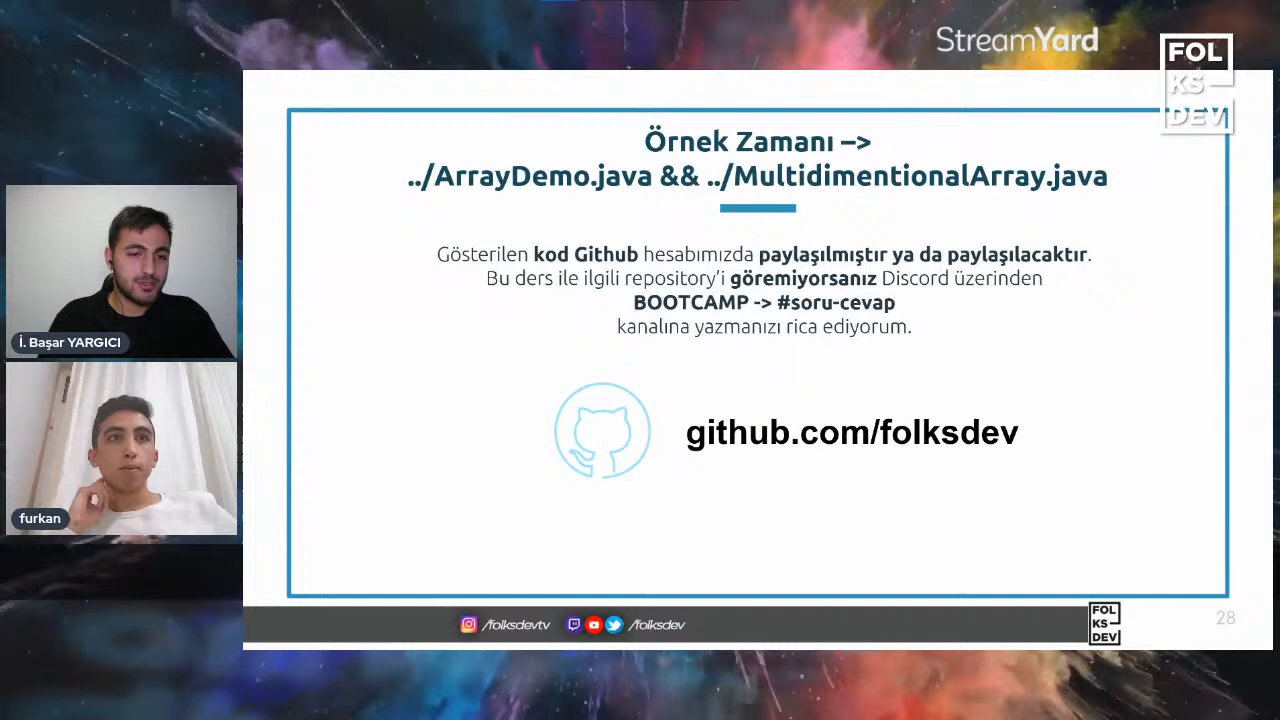 StreamYard
FOL
KS
DEV
Örnek Zamanı –>
../ArrayDemo.java && ../MultidimentionalArray.java
Gösterilen kod Github hesabımızda paylaşılmıştır ya da paylaşılacaktır.
Bu ders ile ilgili repository’i göremiyorsanız Discord üzerinden
BOOTCAMP -> #soru-cevap
kanalına yazmanızı rica ediyorum.
github.com/folksdev
İ. Başar YARGICI
furkan
/folksdevtv
/folksdev
FOL
KS
DEV
28